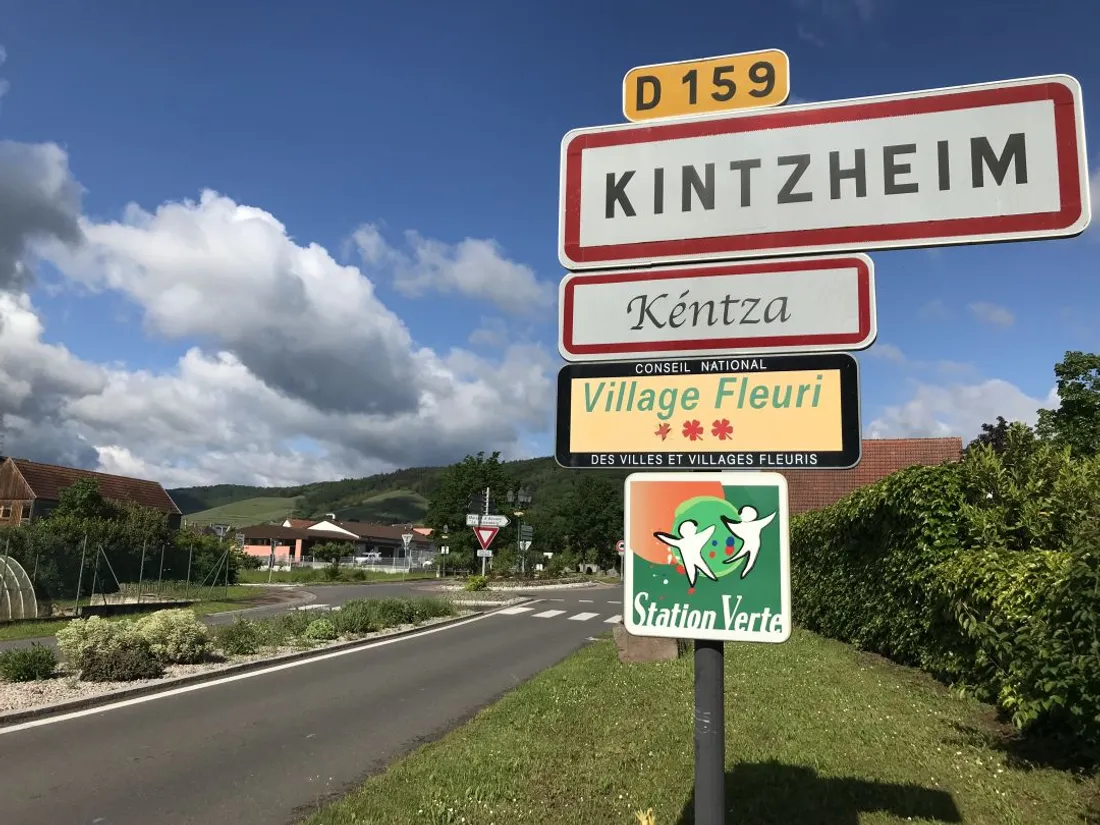 D 159
KINTZHEIM
Kéntza
CONSEIL NATIONAL
Village Fleuri
DES VILLES ET VILLAGES FLEURIS
Station Verte